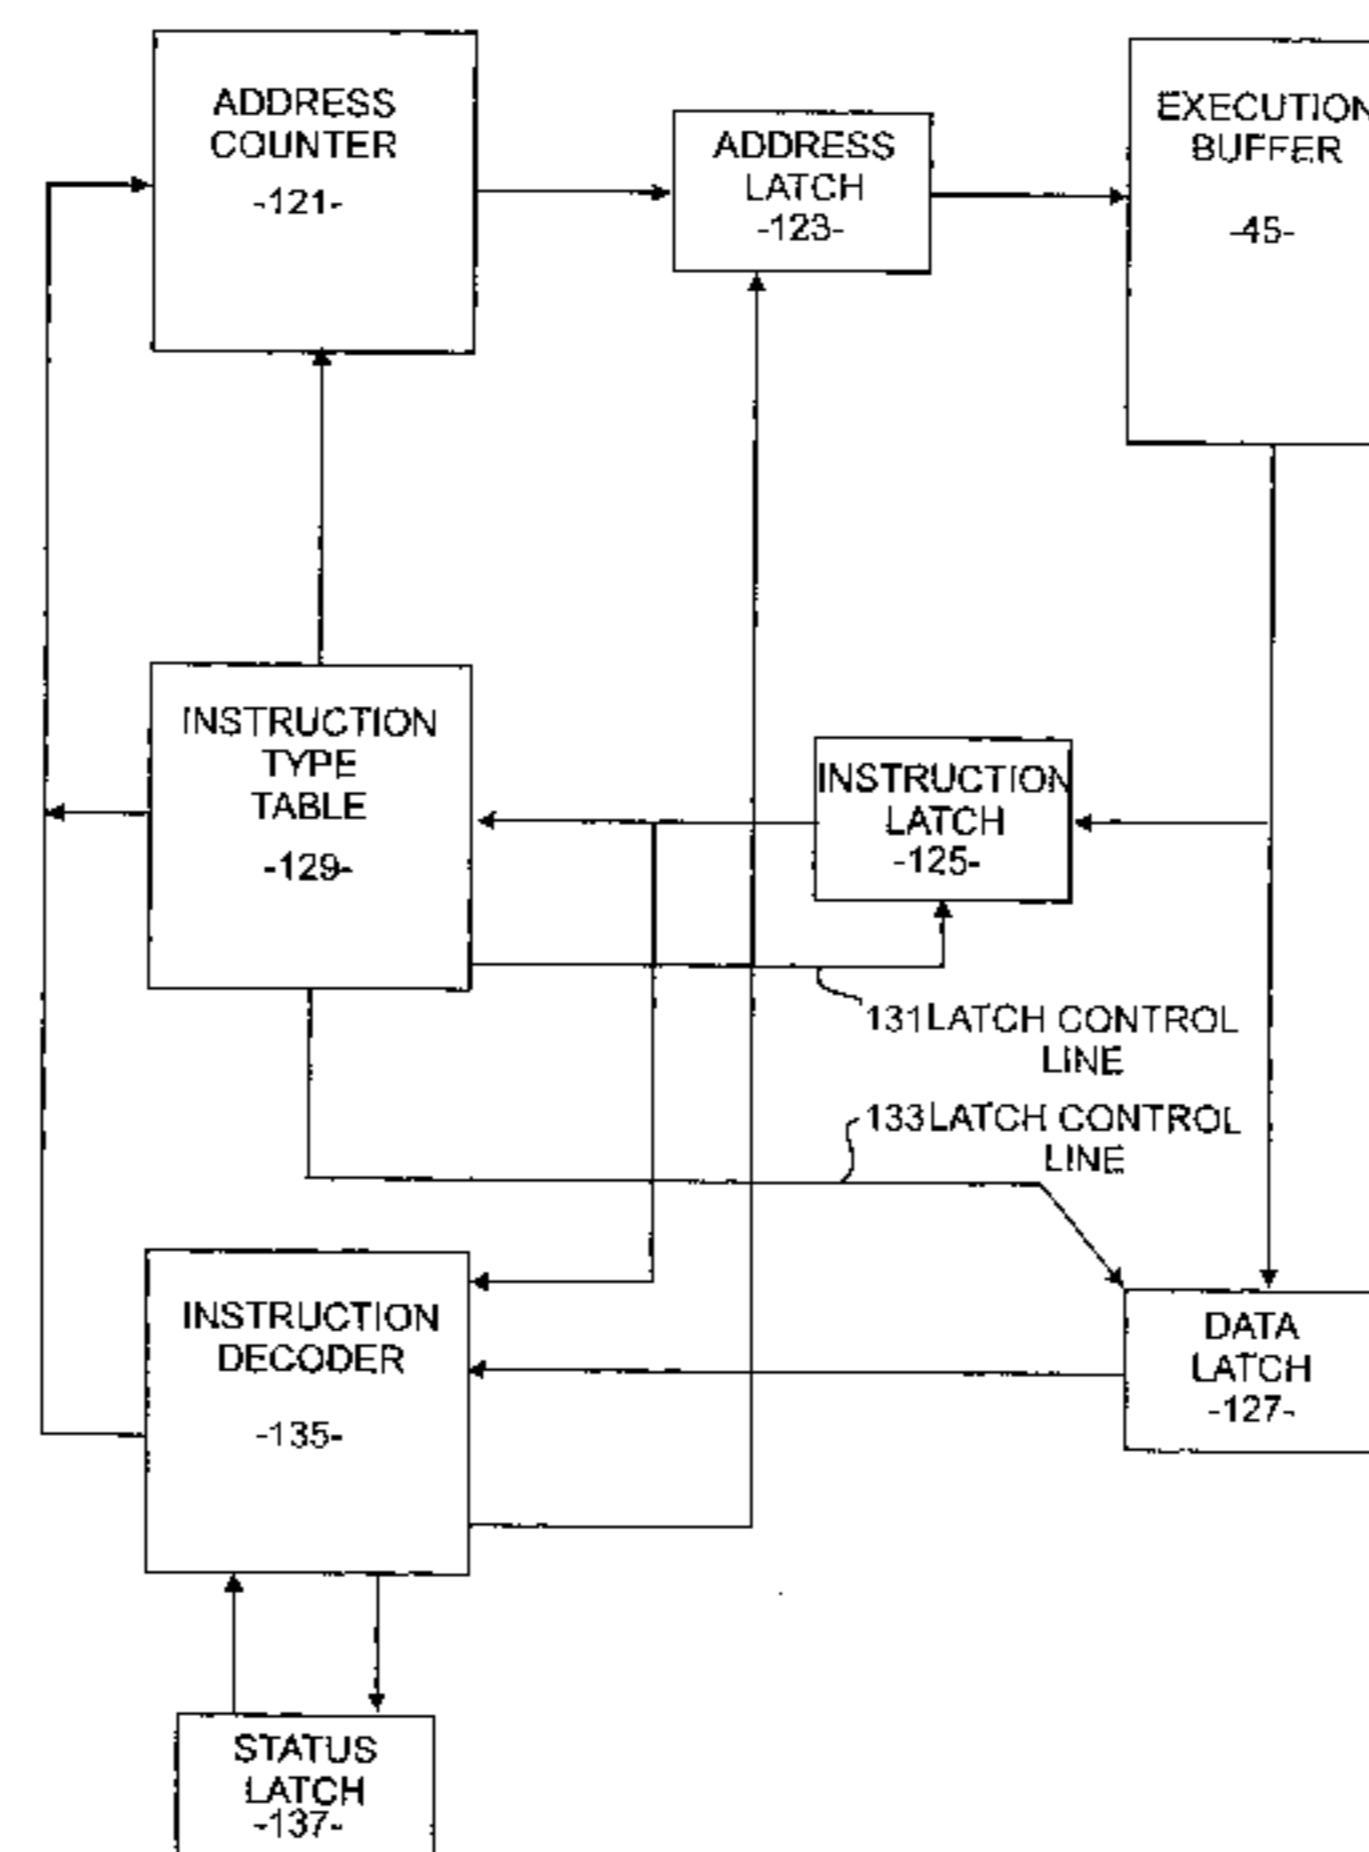 ADDRESS
COUNTER
-121-
ADDRESS
LATCH
-123-
EXECUTION
BUFFER
-45-
INSTRUCTION
TYPE
TABLE
-129-
INSTRUCTION
LATCH
-125-
131 LATCH CONTROL
LINE
133 LATCH CONTROL
LINE
INSTRUCTION
DECODER
-135-
DATA
LATCH
-127-
STATUS
LATCH
-137-